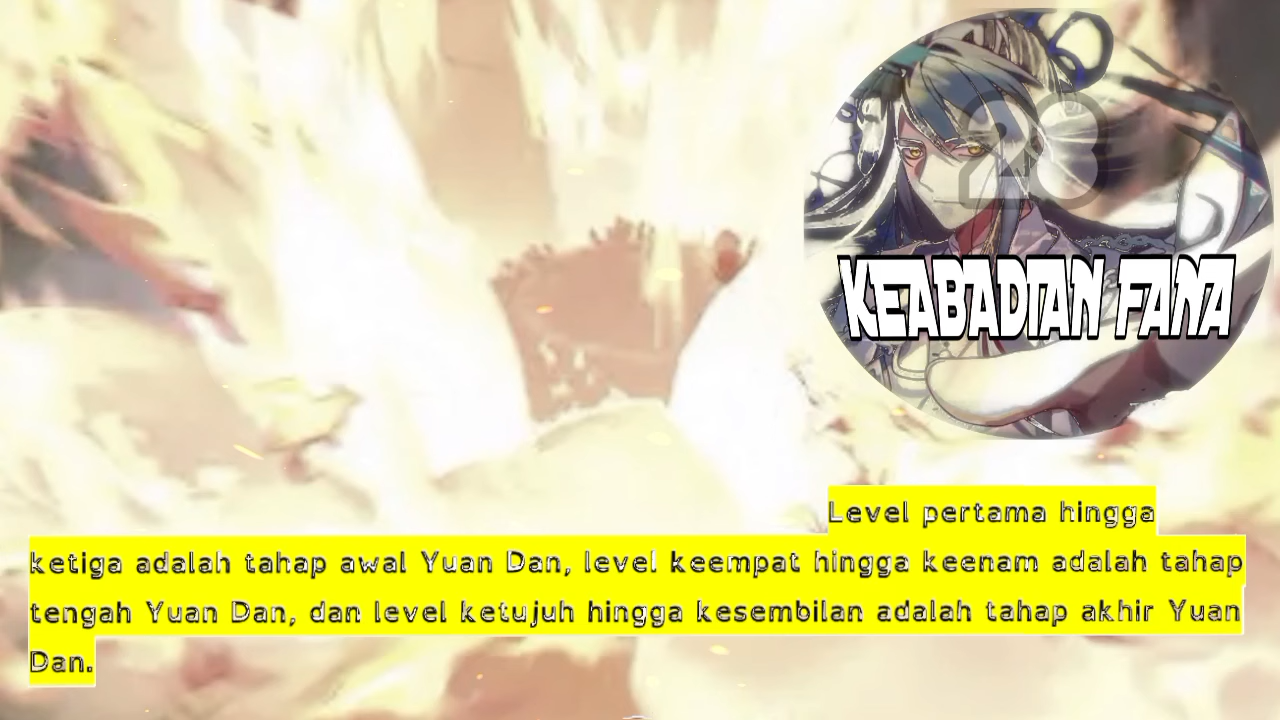 28
KEABADIAN FANA
Level pertama hingga
ketiga adalah tahap awal Yuan Dan, level keempat hingga keenam adalah tahap
tengah Yuan Dan, dan level ketujuh hingga kesembilan adalah tahap akhir Yuan
Dan.